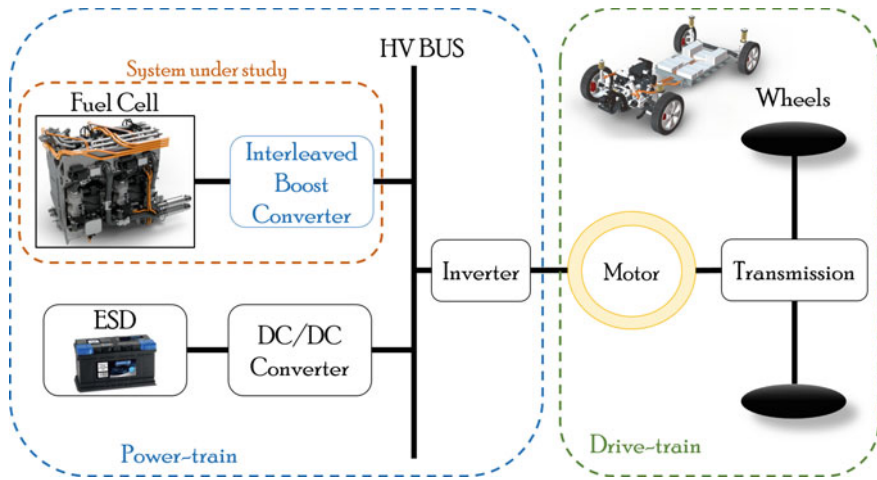 HV BUS
System under study
Fuel Cell
Interleaved
Boost
Converter
Wheels
Inverter
Motor
Transmission
ESD
DC/DC
Converter
Power-train
Drive-train